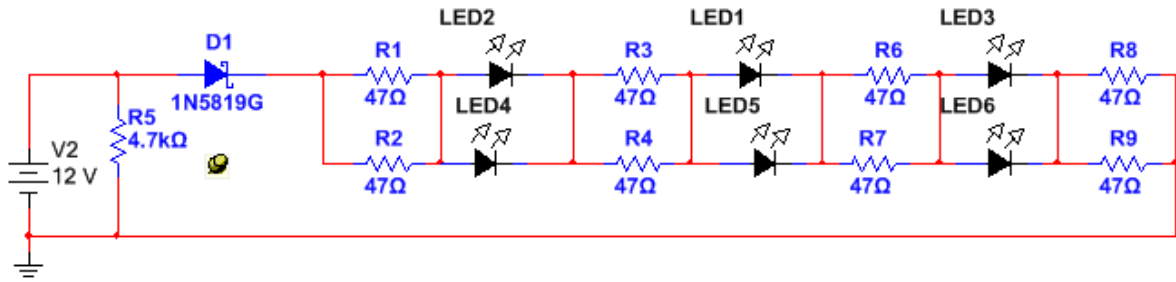 LED2 LED1 LED3
D1 R1 R3 R6 R8
1N5819G 47Ω 47Ω 47Ω 47Ω
LED4 LED5 LED6
R5
4.7kΩ
R2 R4 R7 R9
V2
12 V
47Ω 47Ω 47Ω 47Ω